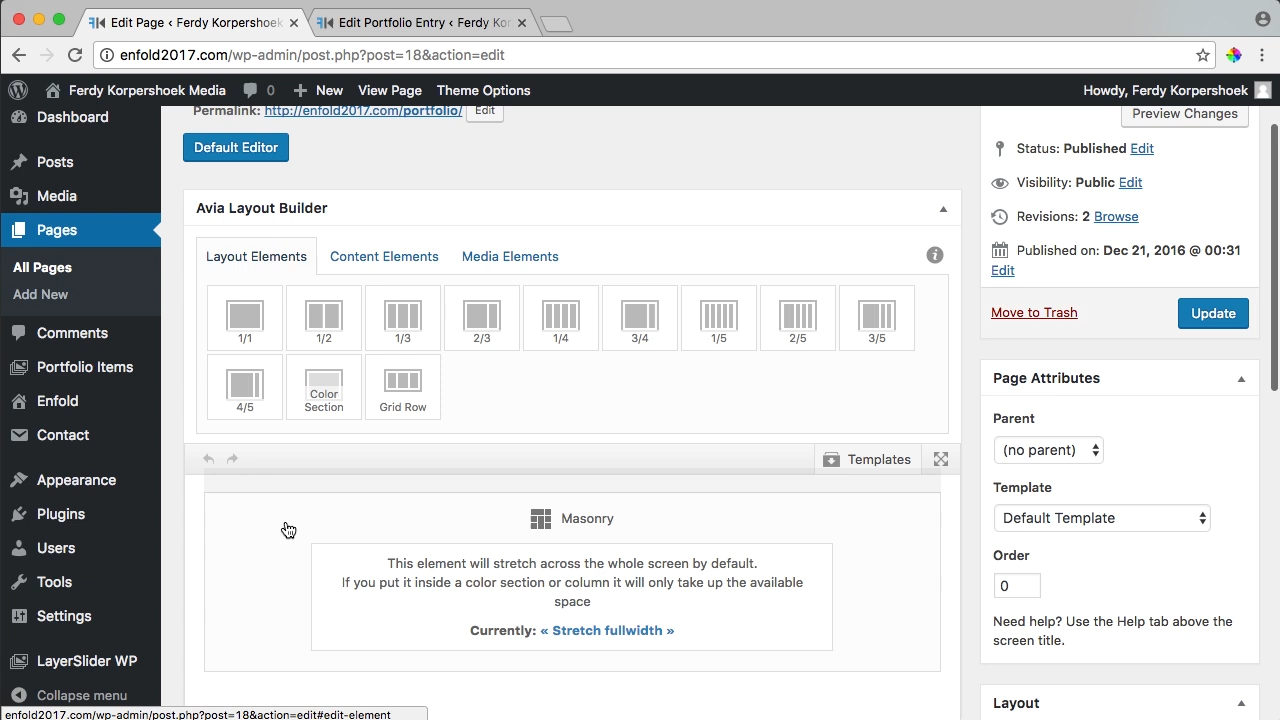 Edit Page ‹ Ferdy Korpershoek
Edit Portfolio Entry ‹ Ferdy Kor
enfold2017.com/wp-admin/post.php?post=18&action=edit
Ferdy Korpershoek Media
0
New
View Page
Theme Options
Howdy, Ferdy Korpershoek
Dashboard
Posts
Media
Pages
All Pages
Add New
Comments
Portfolio Items
Enfold
Contact
Appearance
Plugins
Users
Tools
Settings
LayerSlider WP
Collapse menu
Permalink: http://enfold2017.com/portfolio/ Edit
Default Editor
Avia Layout Builder
Layout Elements
Content Elements
Media Elements
1/1
1/2
1/3
2/3
1/4
3/4
1/5
2/5
3/5
4/5
Color
Section
Grid Row
Templates
Masonry
This element will stretch across the whole screen by default.
If you put it inside a color section or column it will only take up the available
space
Currently: « Stretch fullwidth »
Preview Changes
Status: Published Edit
Visibility: Public Edit
Revisions: 2 Browse
Published on: Dec 21, 2016 @ 00:31
Edit
Move to Trash
Update
Page Attributes
Parent
(no parent)
Template
Default Template
Order
0
Need help? Use the Help tab above the
screen title.
Layout
enfold2017.com/wp-admin/post.php?post=18&action=edit#edit-element